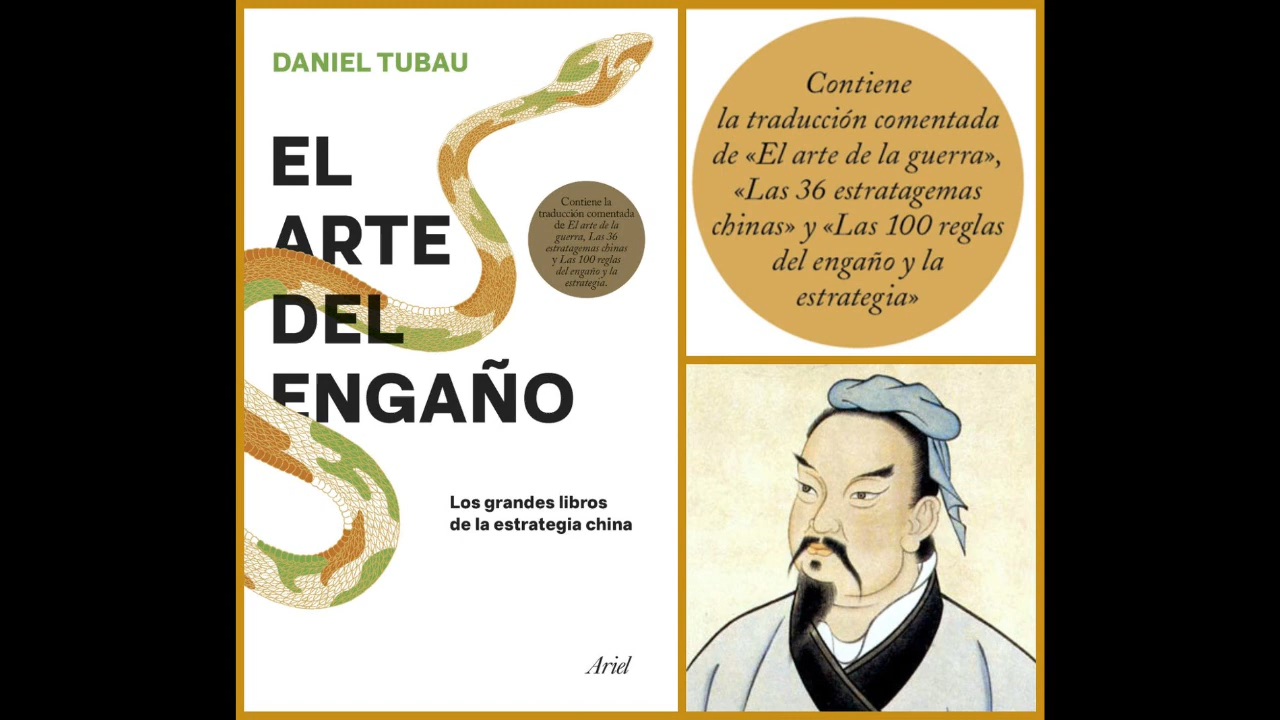 DANIEL TUBAU
EL
ARTE
DEL
ENGAÑO
Contiene la
traducción comentada
de El arte de la
guerra, Las 36
estratagemas chinas
y Las 100 reglas
del engaño y la
estrategia.
Los grandes libros
de la estrategia china
Ariel
Contiene
la traducción comentada
de «El arte de la guerra»,
«Las 36 estratagemas
chinas» y «Las 100 reglas
del engaño y la
estrategia»